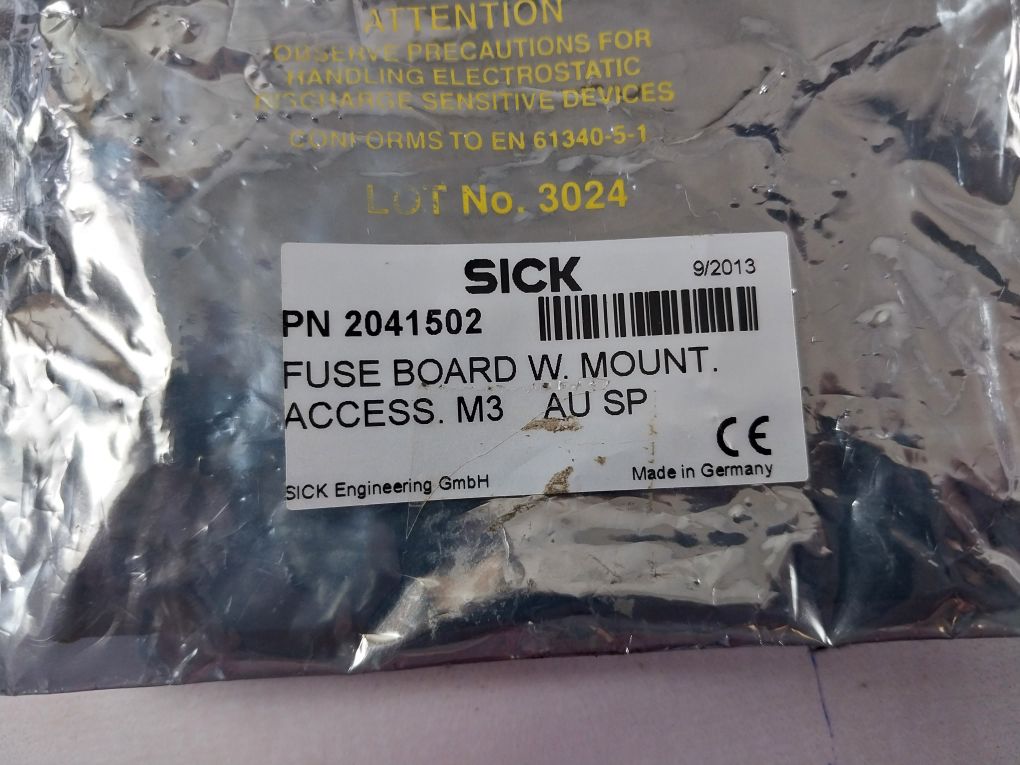 ATTENTION
OBSERVE PRECAUTIONS FOR
HANDLING ELECTROSTATIC
DISCHARGE SENSITIVE DEVICES
CONFORMS TO EN 61340-5-1
LOT No. 3024
SICK 9/2013
PN 2041502
FUSE BOARD W. MOUNT.
ACCESS. M3 AU SP
CE
SICK Engineering GmbH Made in Germany